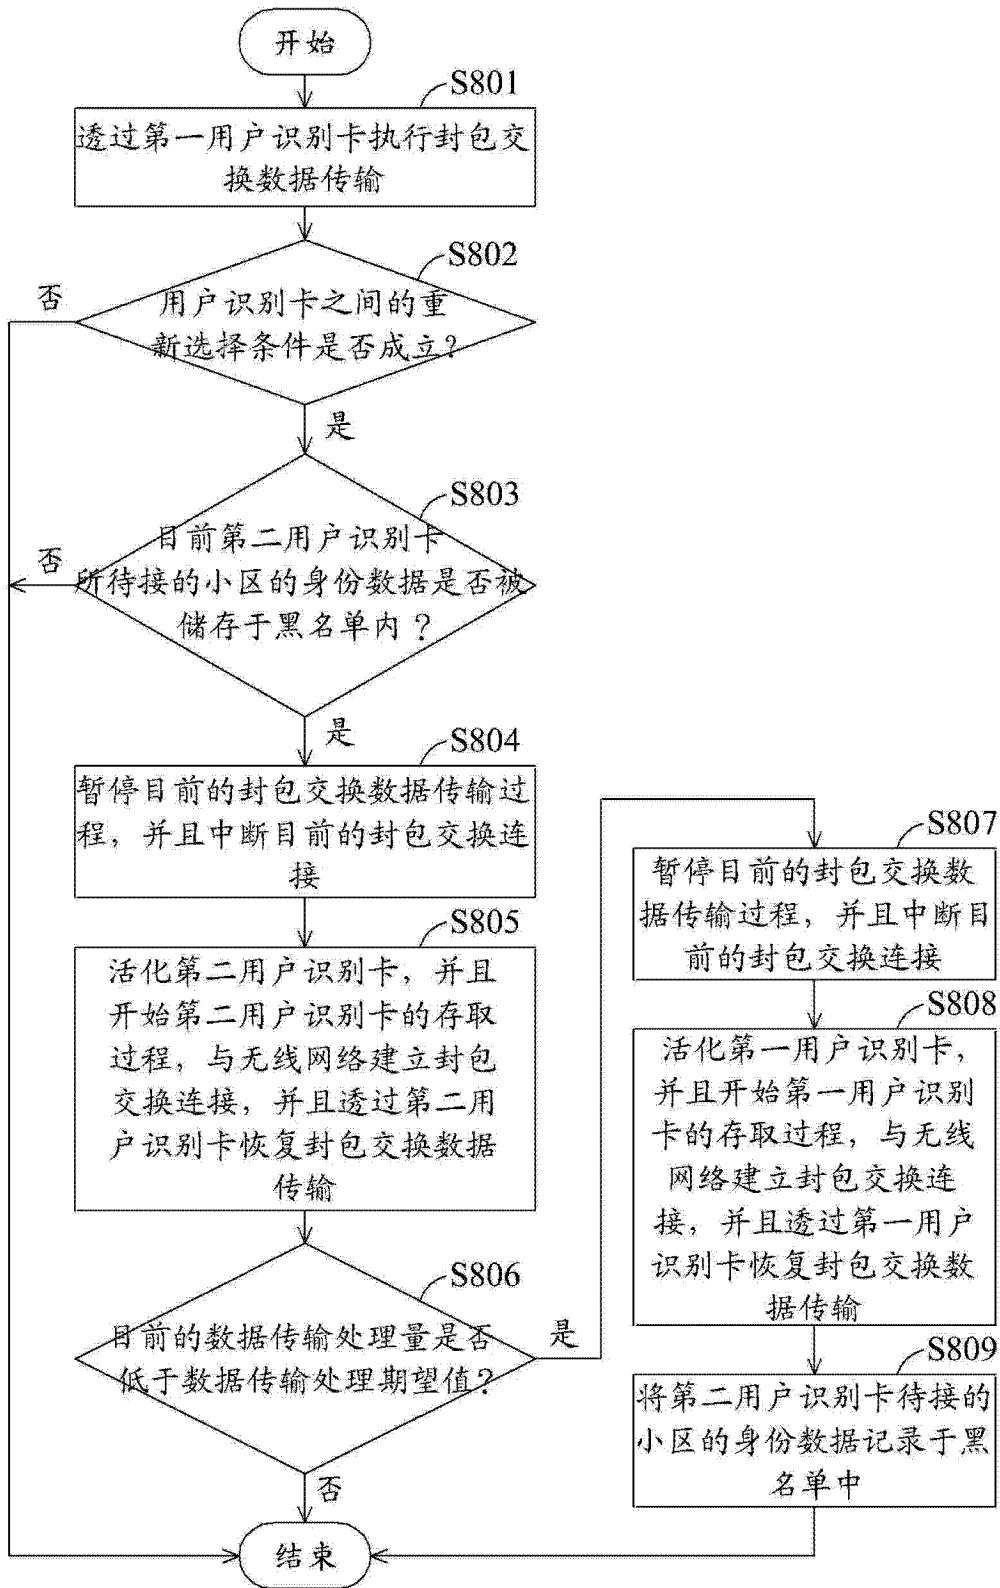 开始
S801
透过第一用户识别卡执行封包交
换数据传输
S802
用户识别卡之间的重
新选择条件是否成立？
否
是
S803
目前第二用户识别卡
所待接的小区的身份数据是否被
储存于黑名单内？
否
是
S804
暂停目前的封包交换数据传输过
程，并且中断目前的封包交换连
接
S805
活化第二用户识别卡，并且
开始第二用户识别卡的存取
过程，与无线网络建立封包
交换连接，并且透过第二用
户识别卡恢复封包交换数据
传输
S806
目前的数据传输处理量是否
低于数据传输处理期望值？
是
否
S807
暂停目前的封包交换数
据传输过程，并且中断目
前的封包交换连接
S808
活化第一用户识别卡，
并且开始第一用户识别
卡的存取过程，与无线
网络建立封包交换连
接，并且透过第一用户
识别卡恢复封包交换数
据传输
S809
将第二用户识别卡待接的
小区的身份数据记录于黑
名单中
结束